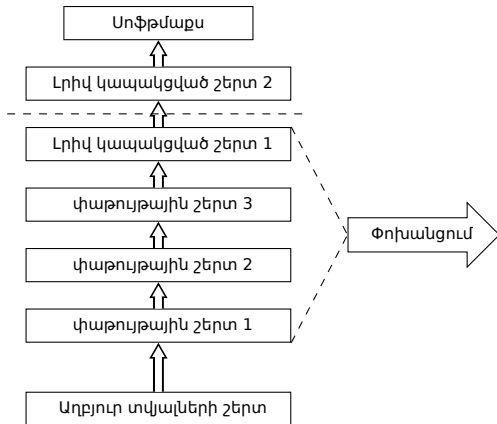 Սոֆթմաքս
Լրիվ կապակցված շերտ 2
Լրիվ կապակցված շերտ 1
փաթույթային շերտ 3
Փոխանցում
փաթույթային շերտ 2
փաթույթային շերտ 1
Աղբյուր տվյալների շերտ